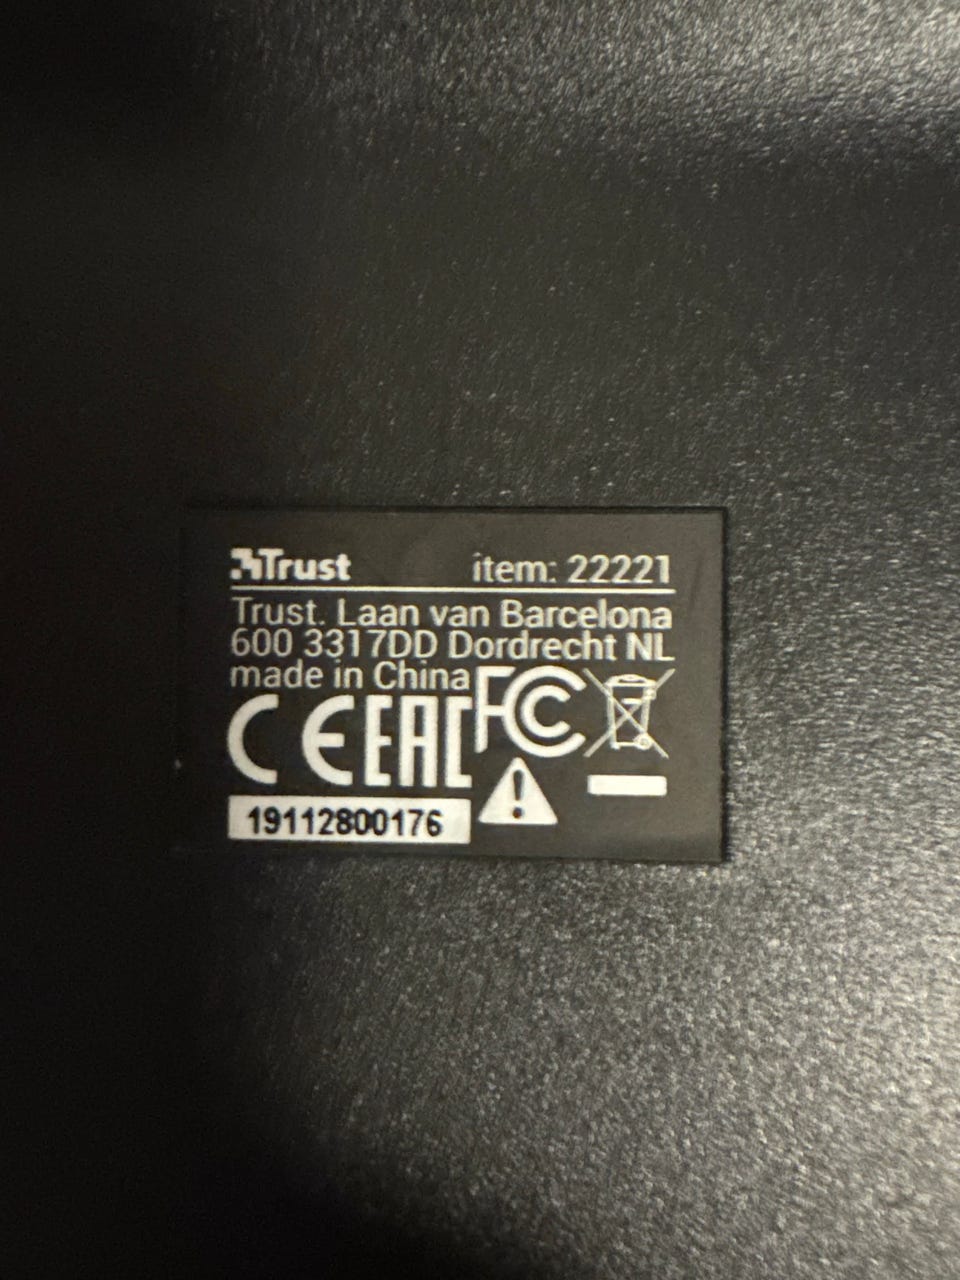 Trust item: 22221
Trust. Laan van Barcelona
600 3317DD Dordrecht NL
made in China
CE EAC FC
19112800176